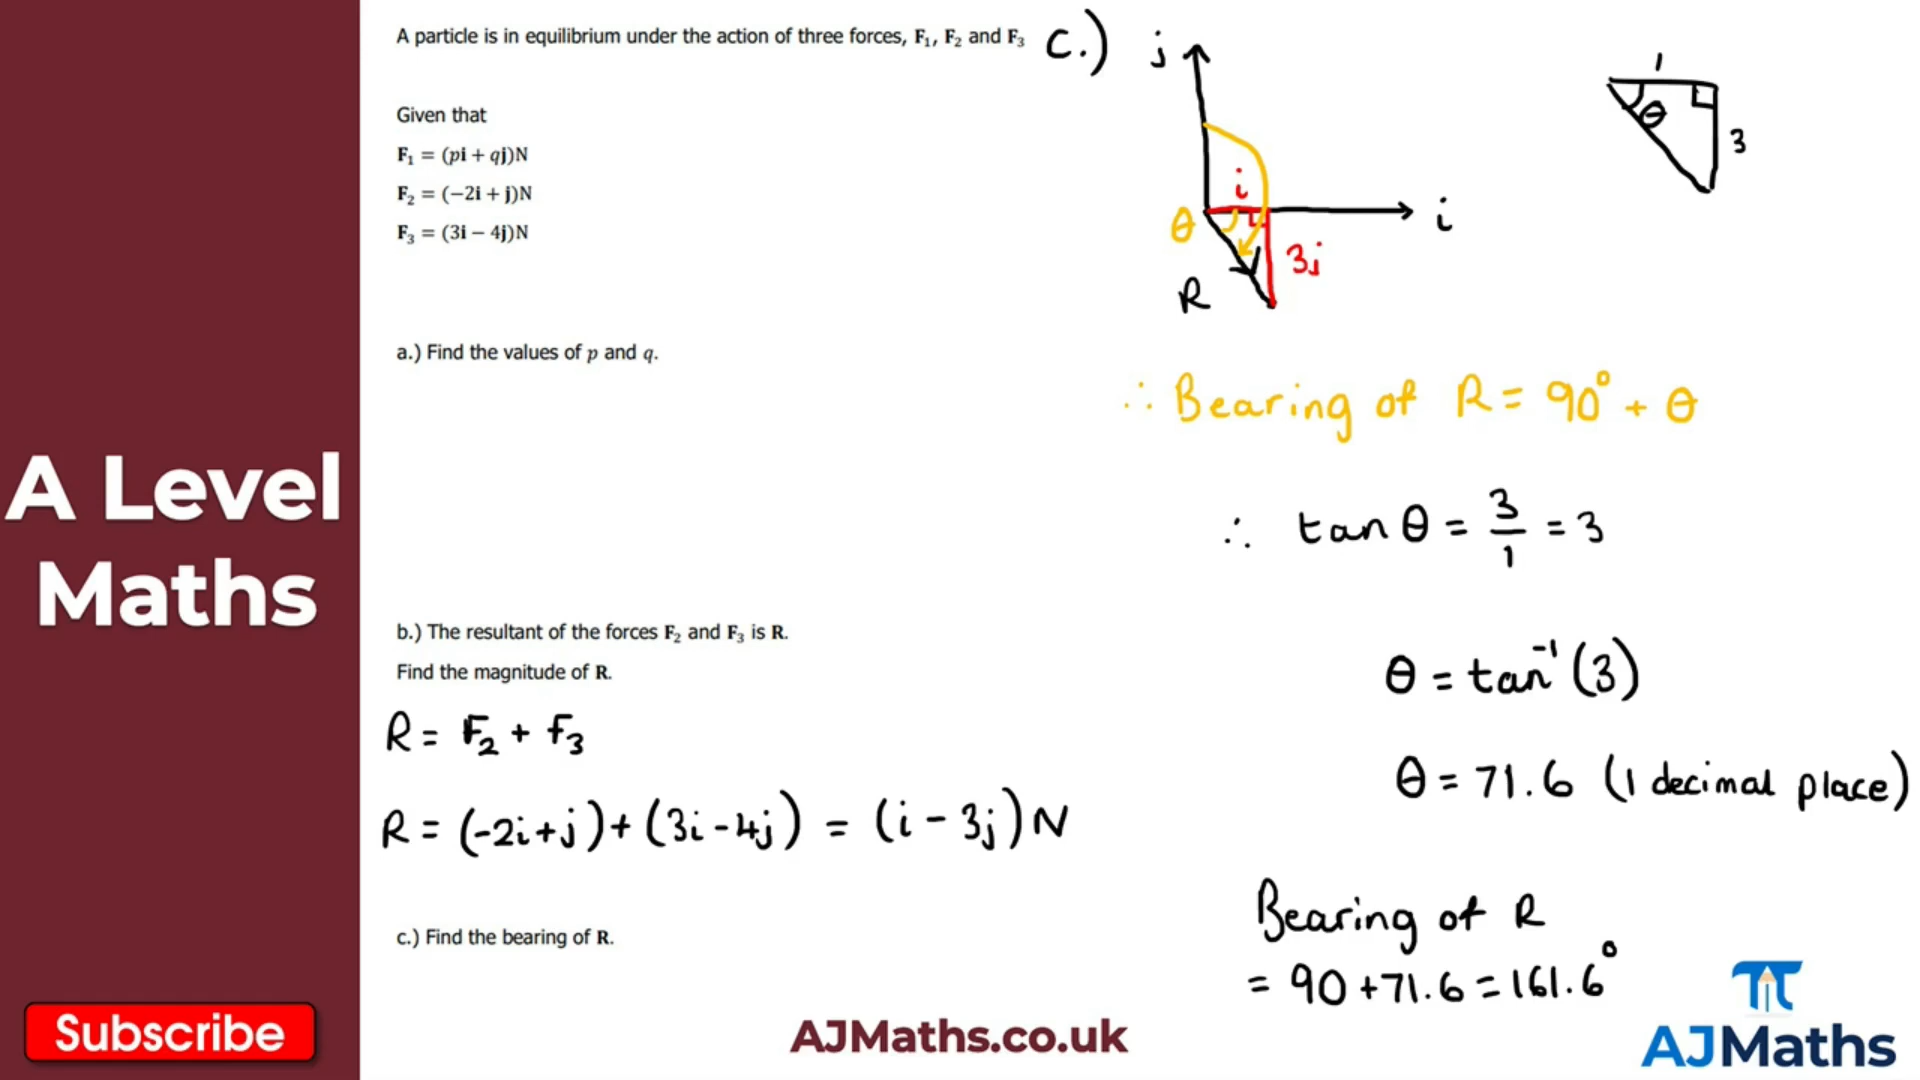 A Level
Maths
Subscribe
A particle is in equilibrium under the action of three forces, F₁, F₂ and F₃
Given that
F₁ = (pi + qj)N
F₂ = (−2i + j)N
F₃ = (3i − 4j)N
a.) Find the values of p and q.
b.) The resultant of the forces F₂ and F₃ is R.
Find the magnitude of R.
R = F₂ + F₃
R = (-2i+j)+(3i-4j) = (i-3j)N
c.) Find the bearing of R.
AJMaths.co.uk
C.)
j
i
i
θ
3j
R
1
θ
3
∴ Bearing of R = 90° + θ
∴ tan θ = 3/1 = 3
θ = tan⁻¹(3)
θ = 71.6 (1 decimal place)
Bearing of R
= 90+71.6=161.6°
AJMaths